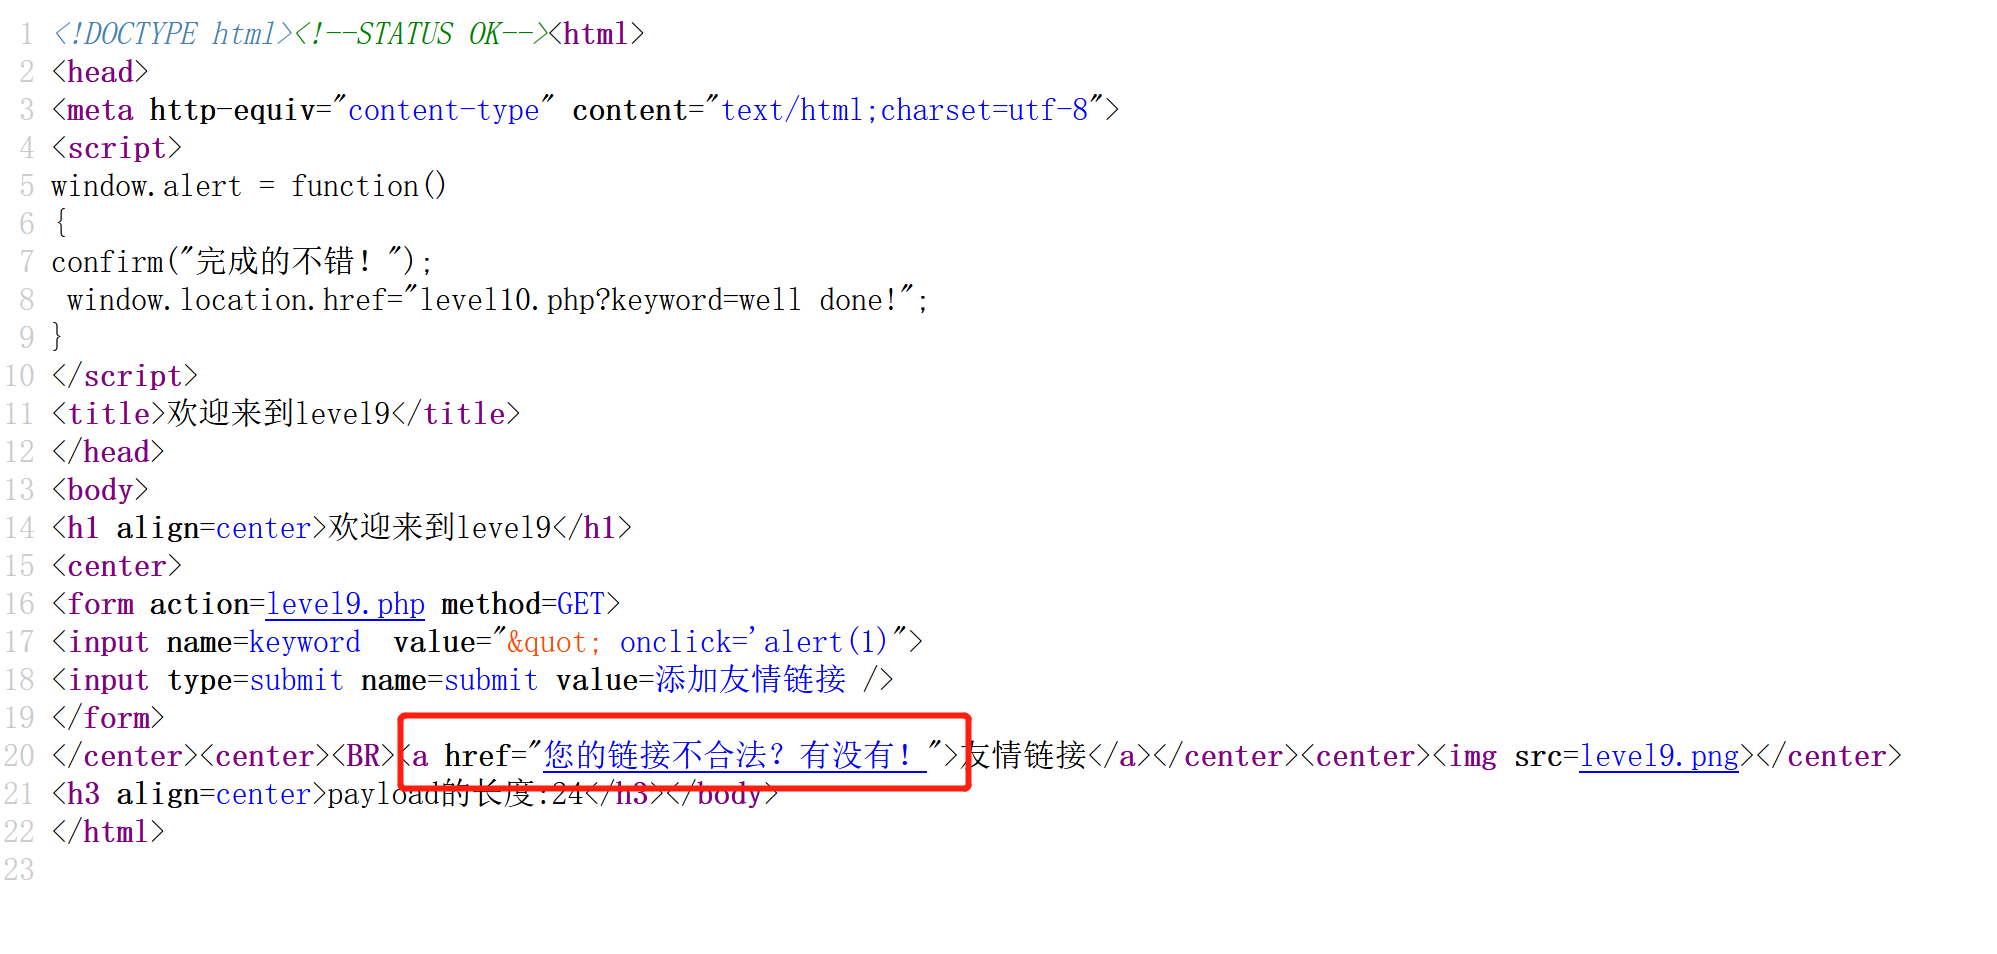 1 <!DOCTYPE html><!--STATUS OK--><html>
2 <head>
3 <meta http-equiv="content-type" content="text/html;charset=utf-8">
4 <script>
5 window.alert = function()
6 {
7 confirm("完成的不错！");
8  window.location.href="level10.php?keyword=well done!";
9 }
10 </script>
11 <title>欢迎来到level9</title>
12 </head>
13 <body>
14 <h1 align=center>欢迎来到level9</h1>
15 <center>
16 <form action=level9.php method=GET>
17 <input name=keyword  value="&quot; onclick='alert(1)">
18 <input type=submit name=submit value=添加友情链接 />
19 </form>
20 </center><center><BR><a href="您的链接不合法？有没有！">友情链接</a></center><center><img src=level9.png></center>
21 <h3 align=center>payload的长度:24</h3></body>
22 </html>
23